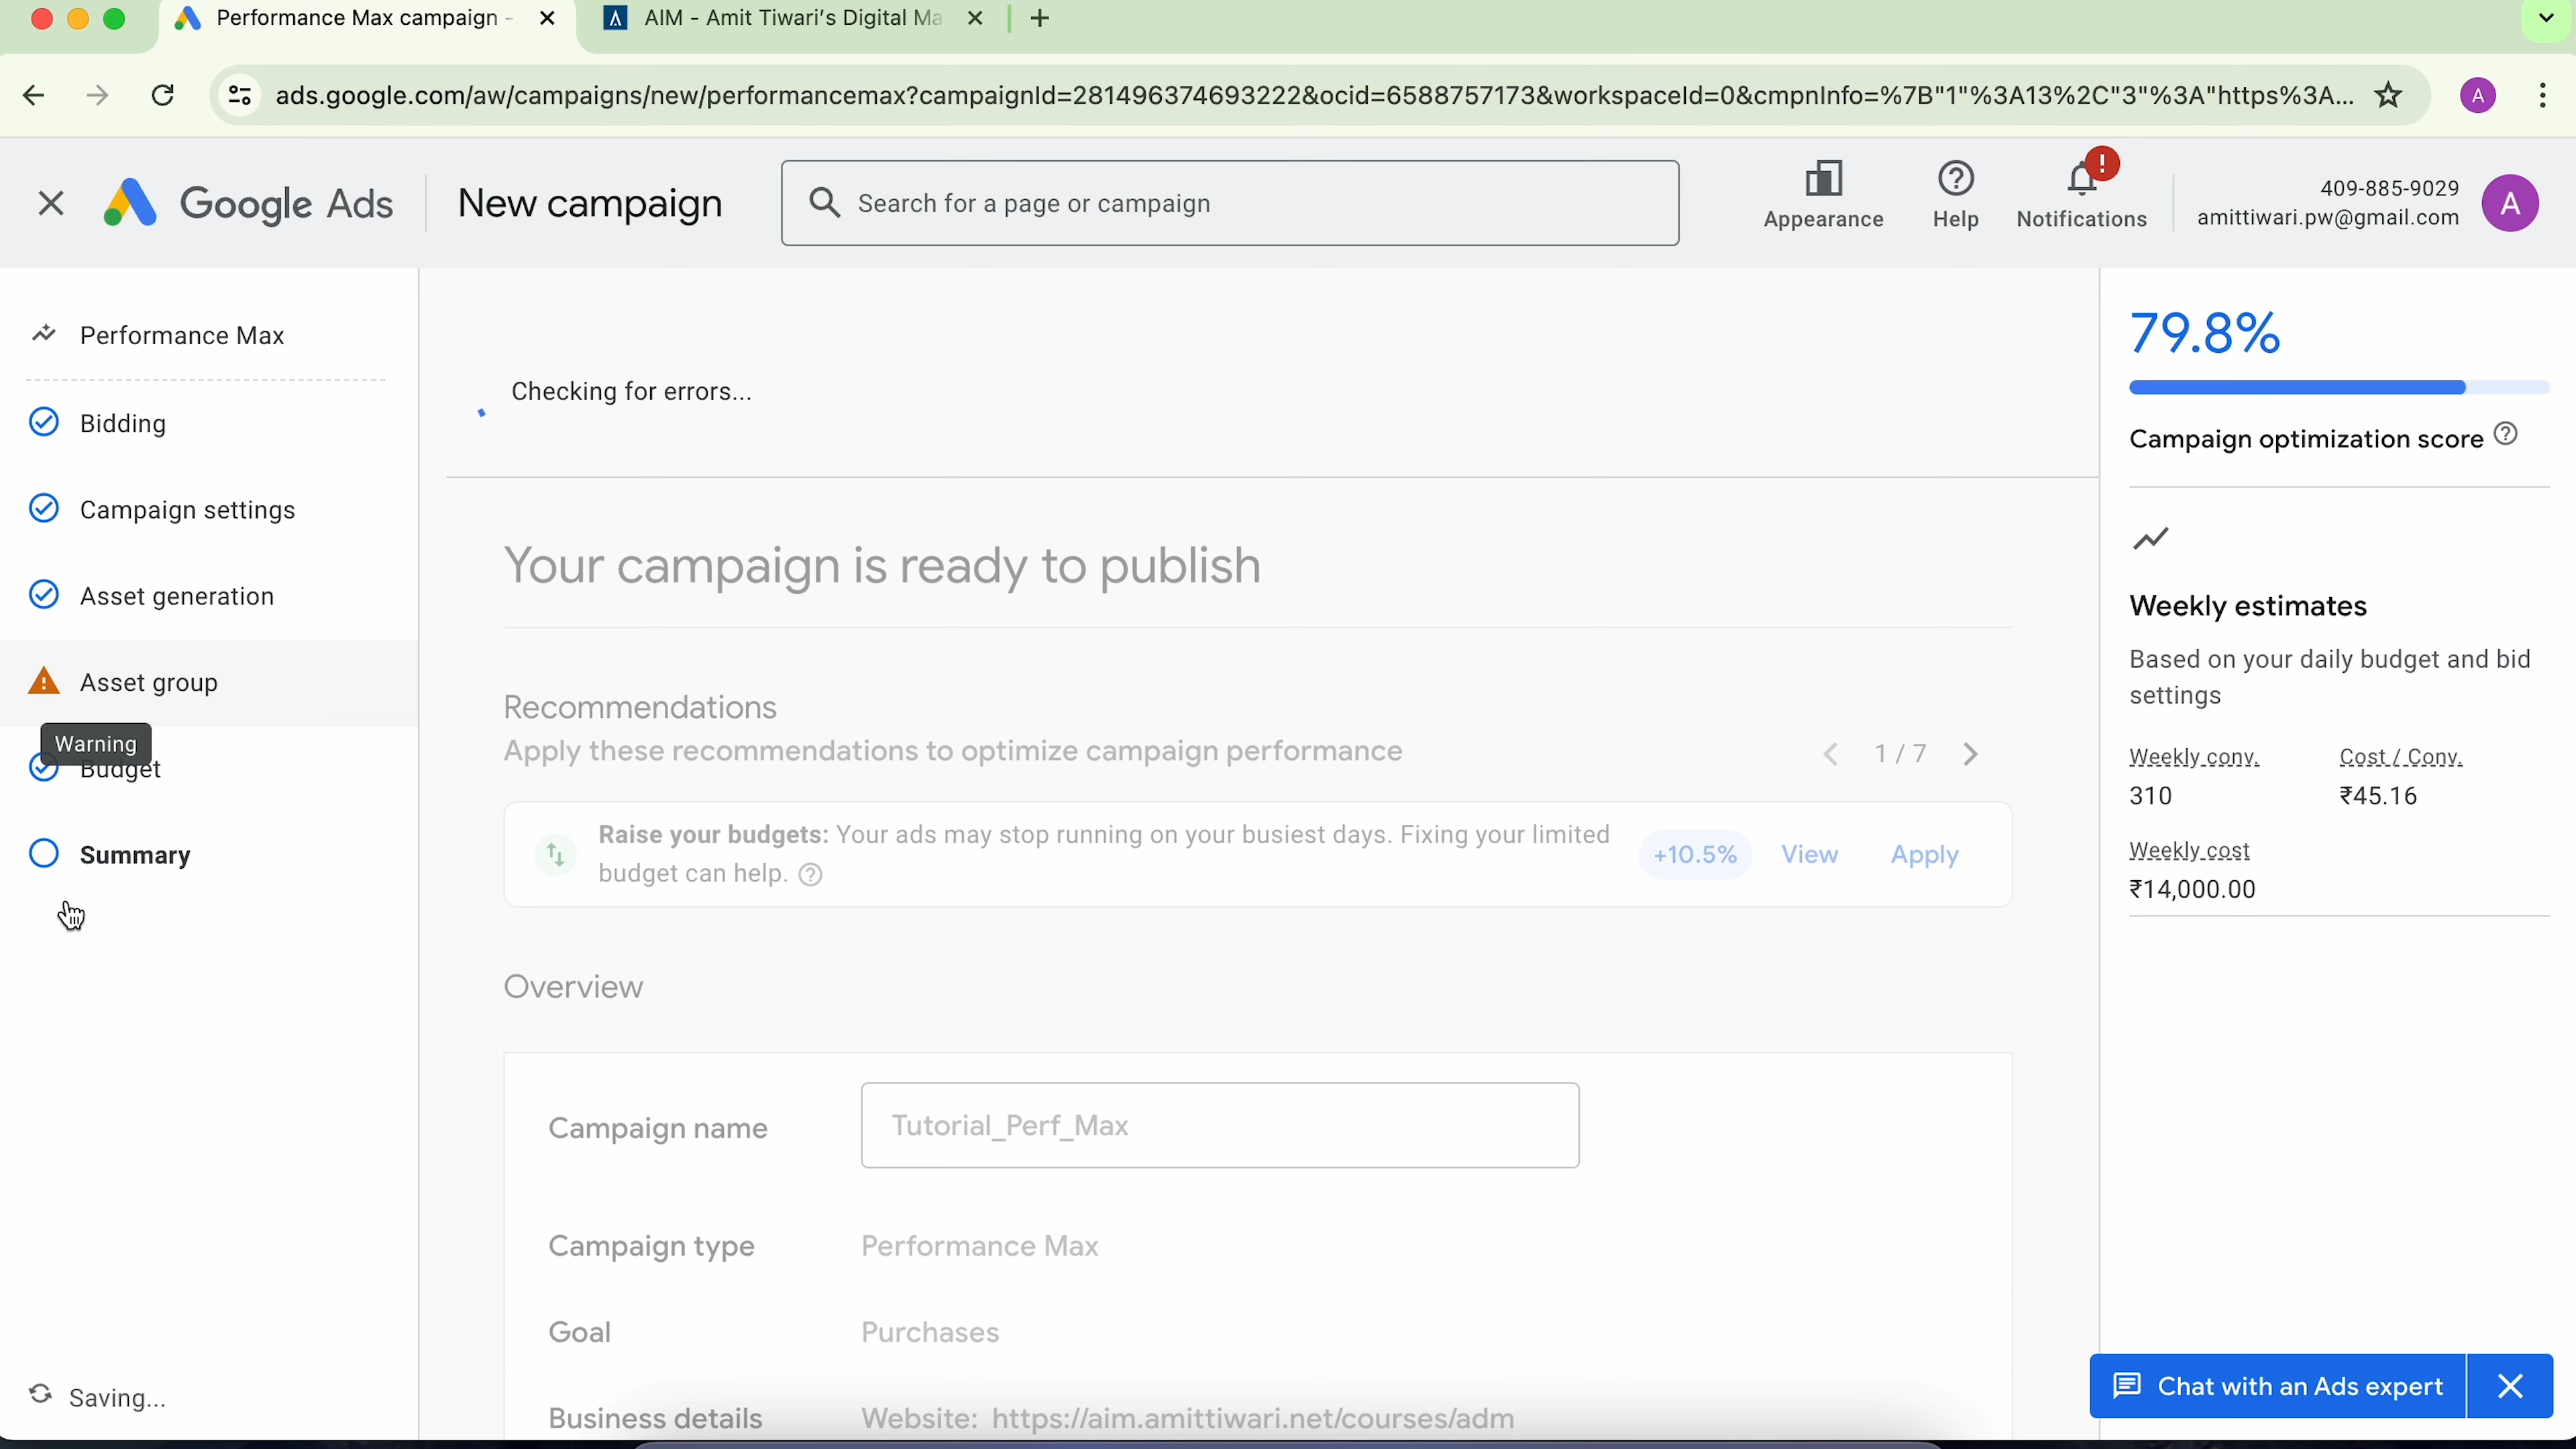 Performance Max campaign -
AIM - Amit Tiwari's Digital Ma
ads.google.com/aw/campaigns/new/performancemax?campaignId=281496374693222&ocid=6588757173&workspaceId=0&cmpnInfo=%7B"1"%3A13%2C"3"%3A"https%3A...
A
Google Ads
New campaign
Search for a page or campaign
Appearance
Help
Notifications
409-885-9029
amittiwari.pw@gmail.com
A
Performance Max
Bidding
Campaign settings
Asset generation
Asset group
Warning
Budget
Summary
Saving...
Checking for errors...
Your campaign is ready to publish
Recommendations
Apply these recommendations to optimize campaign performance
1 / 7
Raise your budgets: Your ads may stop running on your busiest days. Fixing your limited
budget can help.
+10.5%
View
Apply
Overview
Campaign name
Tutorial_Perf_Max
Campaign type
Performance Max
Goal
Purchases
Business details
Website: https://aim.amittiwari.net/courses/adm
79.8%
Campaign optimization score
Weekly estimates
Based on your daily budget and bid
settings
Weekly conv.
Cost / Conv.
310
₹45.16
Weekly cost
₹14,000.00
Chat with an Ads expert